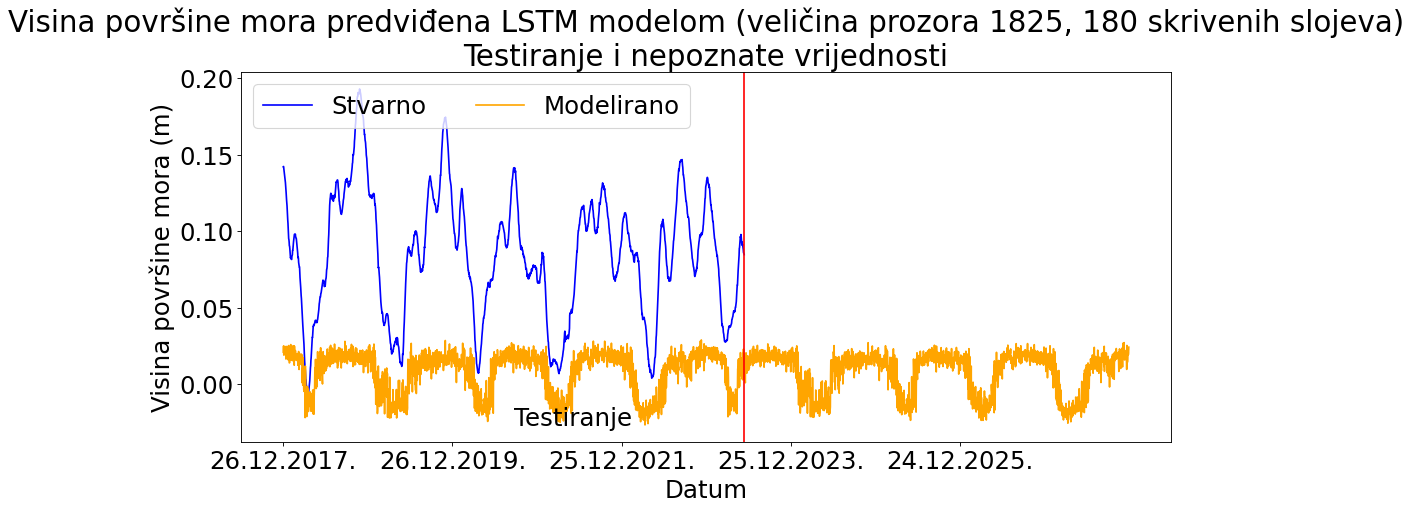 Visina površine mora predviđena LSTM modelom (veličina prozora 1825, 180 skrivenih slojeva)
Testiranje i nepoznate vrijednosti
Stvarno
Modelirano
Visina površine mora (m)
0.20
0.15
0.10
0.05
0.00
Testiranje
26.12.2017.
26.12.2019.
25.12.2021.
25.12.2023.
24.12.2025.
Datum